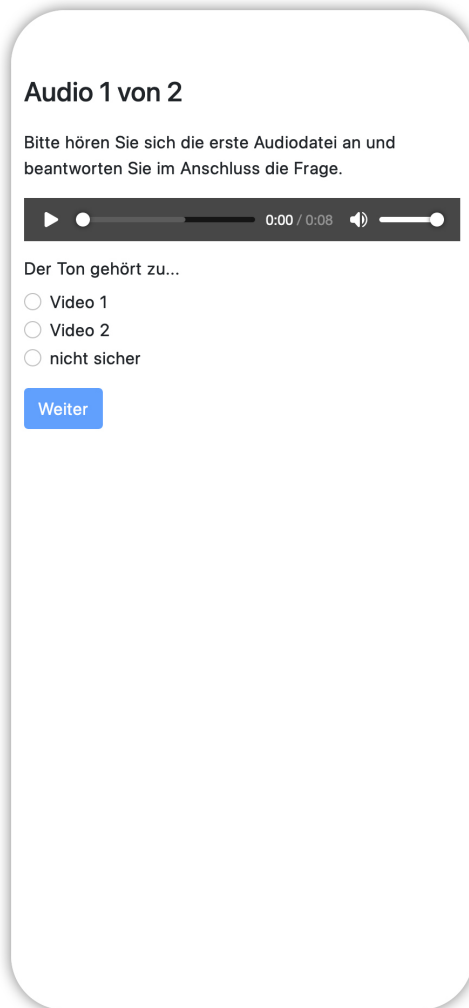 Audio 1 von 2
Bitte hören Sie sich die erste Audiodatei an und
beantworten Sie im Anschluss die Frage.
0:00 / 0:08
Der Ton gehört zu...
Video 1
Video 2
nicht sicher
Weiter